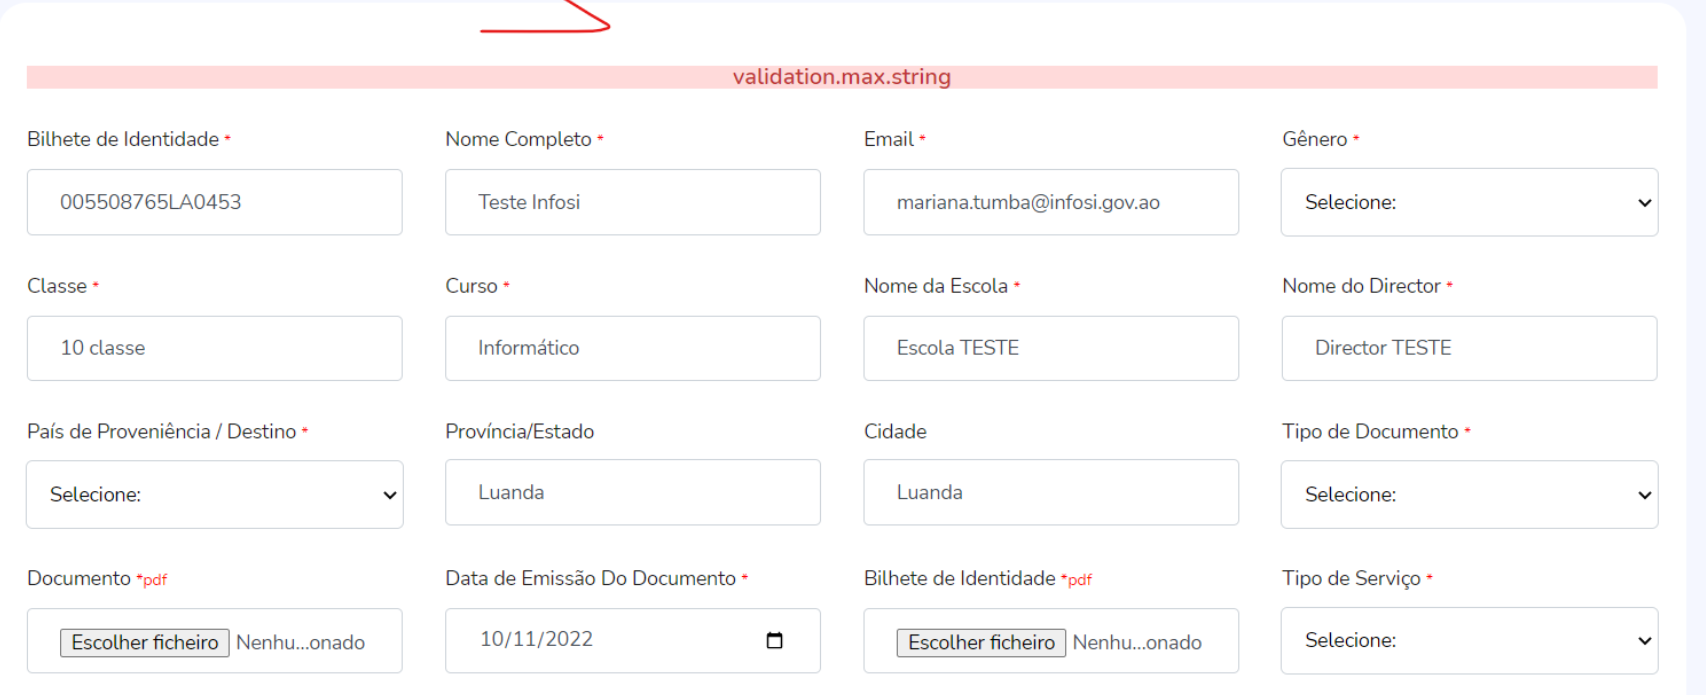 validation.max.string
Bilhete de Identidade * Nome Completo * Email * Gênero *
005508765LA0453 Teste Infosi mariana.tumba@infosi.gov.ao Selecione:
Classe * Curso * Nome da Escola * Nome do Director *
10 classe Informático Escola TESTE Director TESTE
País de Proveniência / Destino * Província/Estado Cidade Tipo de Documento *
Selecione: Luanda Luanda Selecione:
Documento *pdf Data de Emissão Do Documento * Bilhete de Identidade *pdf Tipo de Serviço *
Escolher ficheiro Nenhu...onado 10/11/2022 Escolher ficheiro Nenhu...onado Selecione: